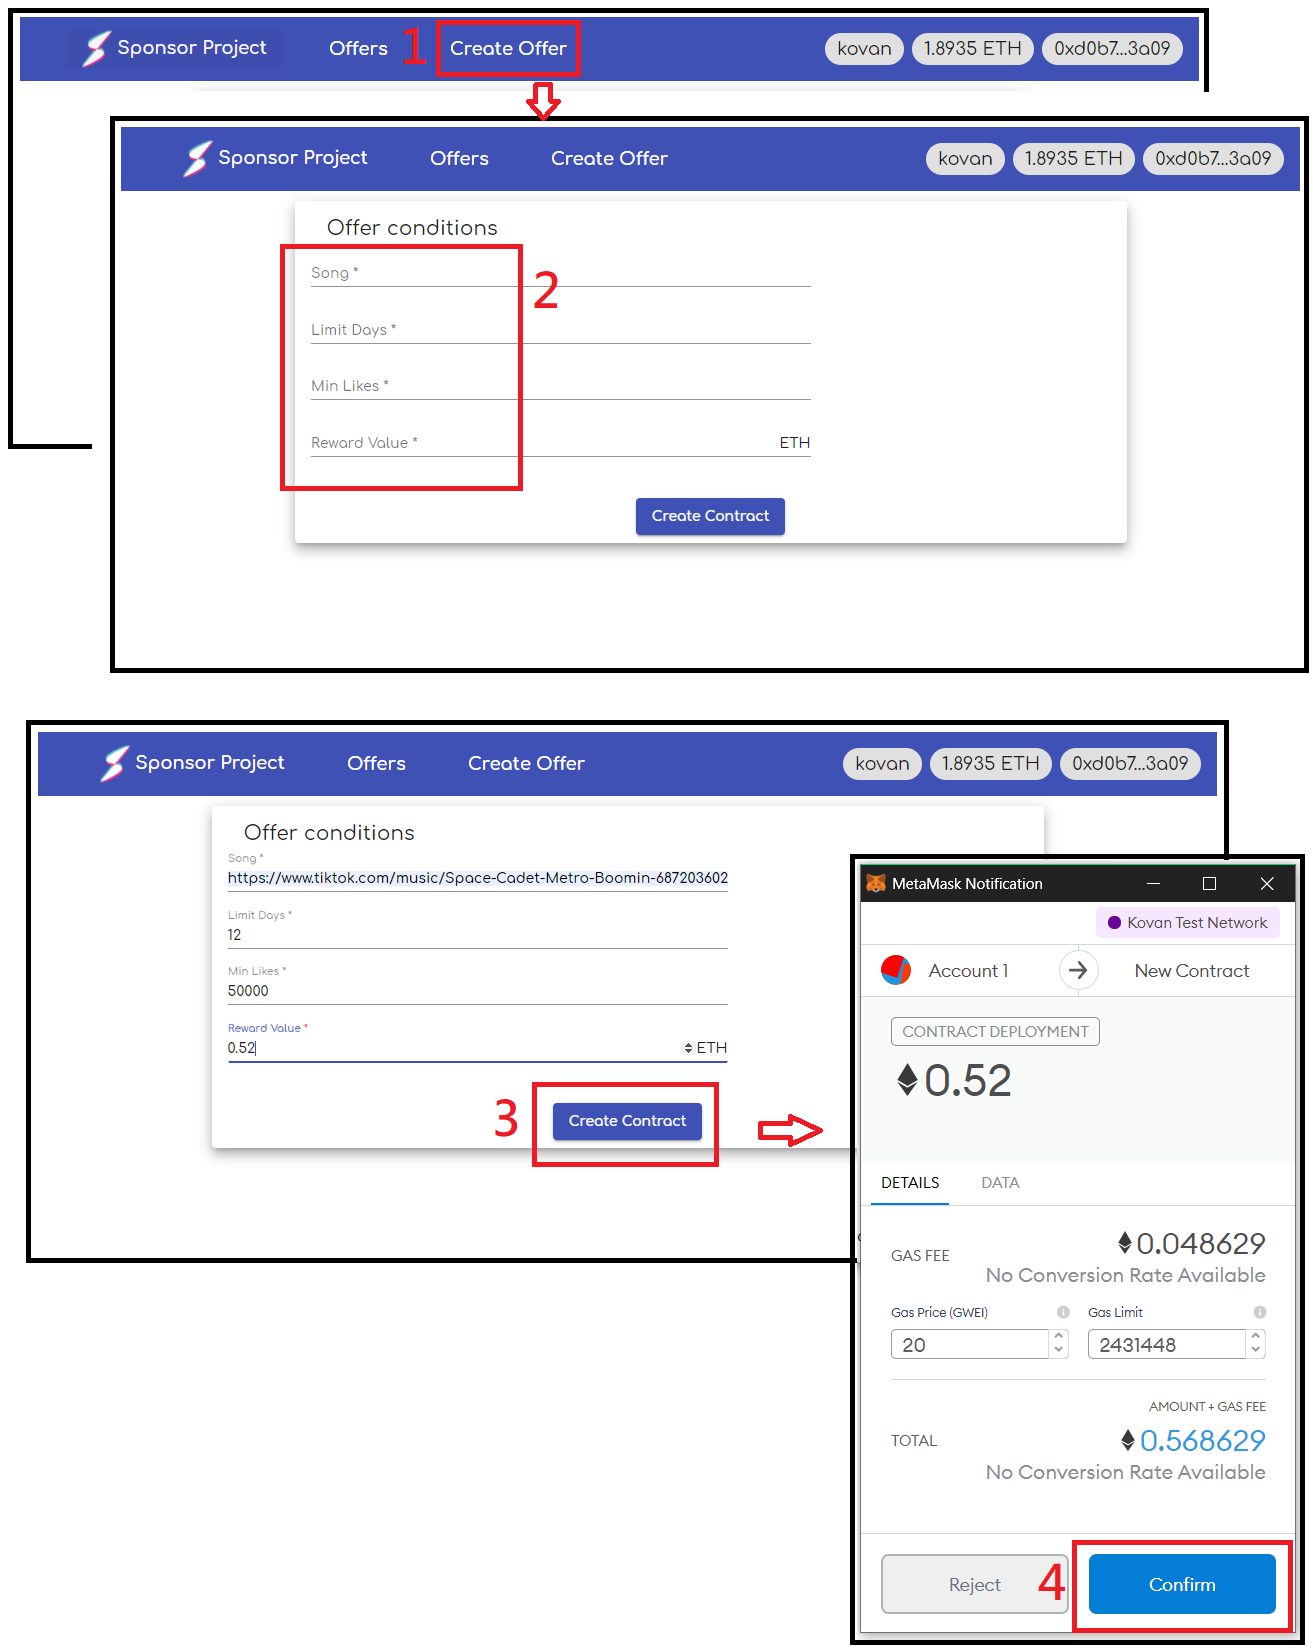 Sponsor Project Offers 1 Create Offer kovan 1.8935 ETH 0xd0b7...3a09
Sponsor Project Offers Create Offer kovan 1.8935 ETH 0xd0b7...3a09
Offer conditions
Song *
2
Limit Days *
Min Likes *
Reward Value * ETH
Create Contract
Sponsor Project Offers Create Offer kovan 1.8935 ETH 0xd0b7...3a09
Offer conditions
Song *
https://www.tiktok.com/music/Space-Cadet-Metro-Boomin-687203602
Limit Days *
12
Min Likes *
50000
Reward Value *
0.52 ETH
3 Create Contract
MetaMask Notification
Kovan Test Network
Account 1 New Contract
CONTRACT DEPLOYMENT
0.52
DETAILS DATA
GAS FEE 0.048629
No Conversion Rate Available
Gas Price (GWEI) Gas Limit
20 2431448
AMOUNT + GAS FEE
TOTAL 0.568629
No Conversion Rate Available
Reject 4 Confirm